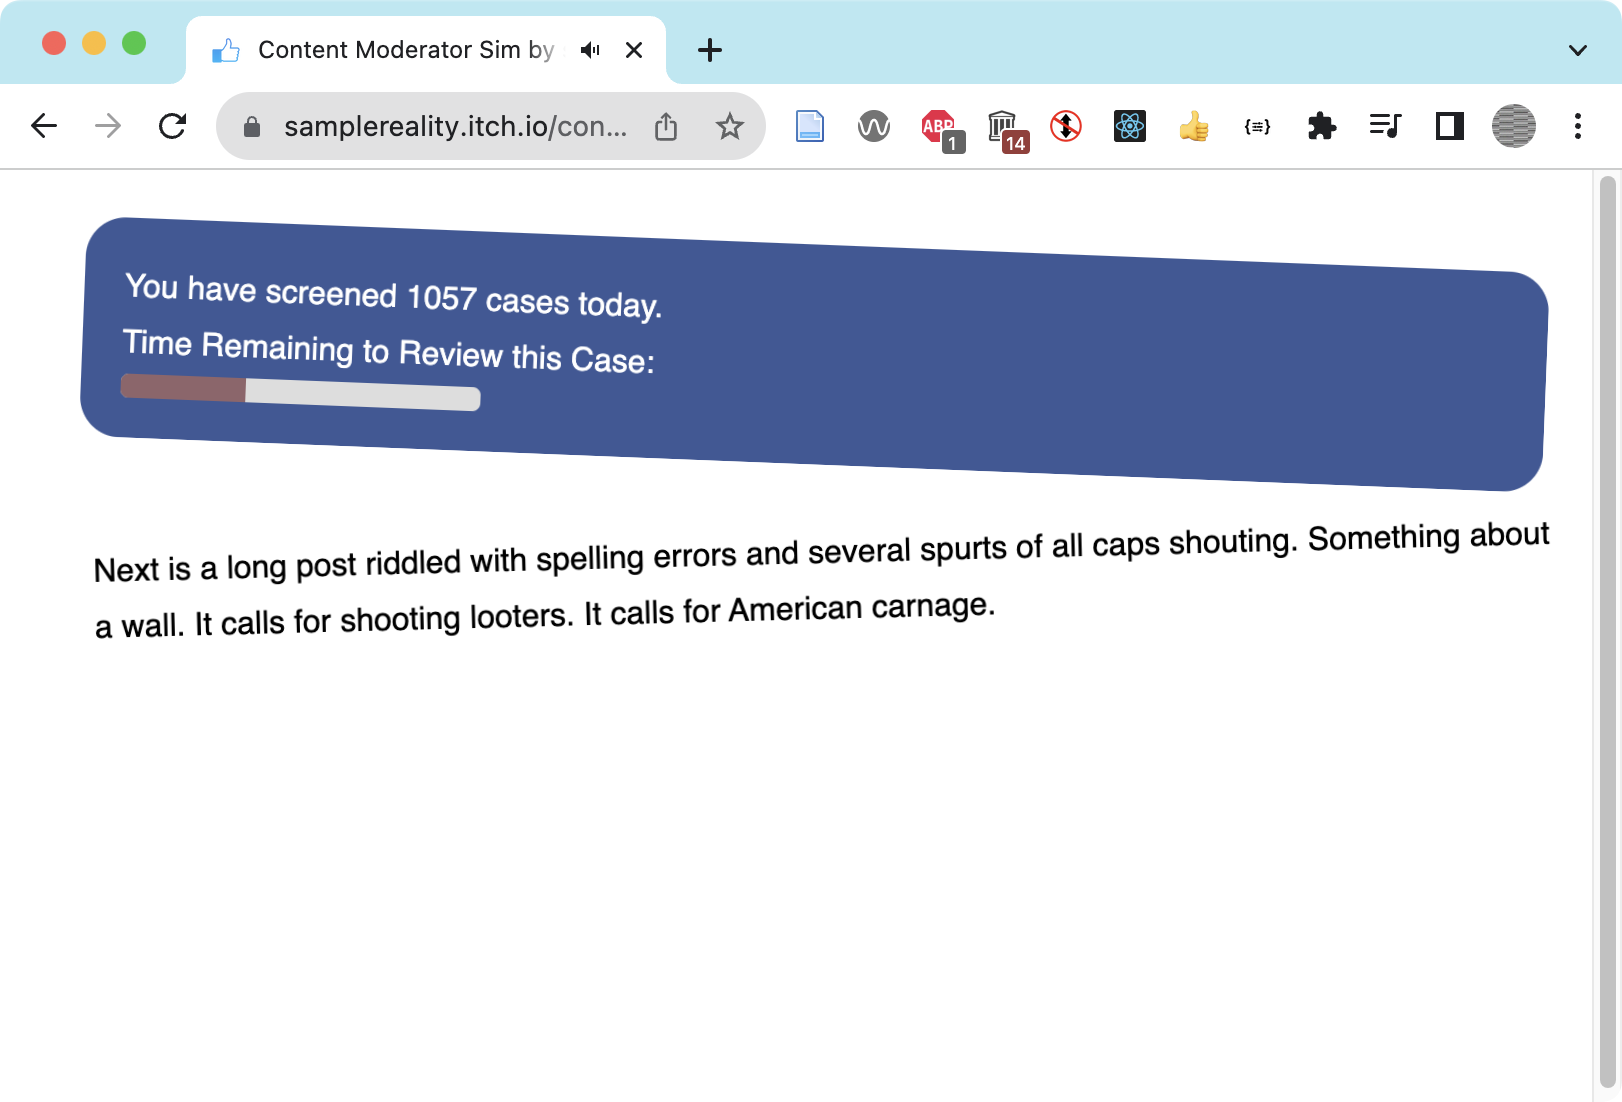 Content Moderator Sim by
samplereality.itch.io/con...
ABP
1
14
{≡}
You have screened 1057 cases today.
Time Remaining to Review this Case:
Next is a long post riddled with spelling errors and several spurts of all caps shouting. Something about
a wall. It calls for shooting looters. It calls for American carnage.